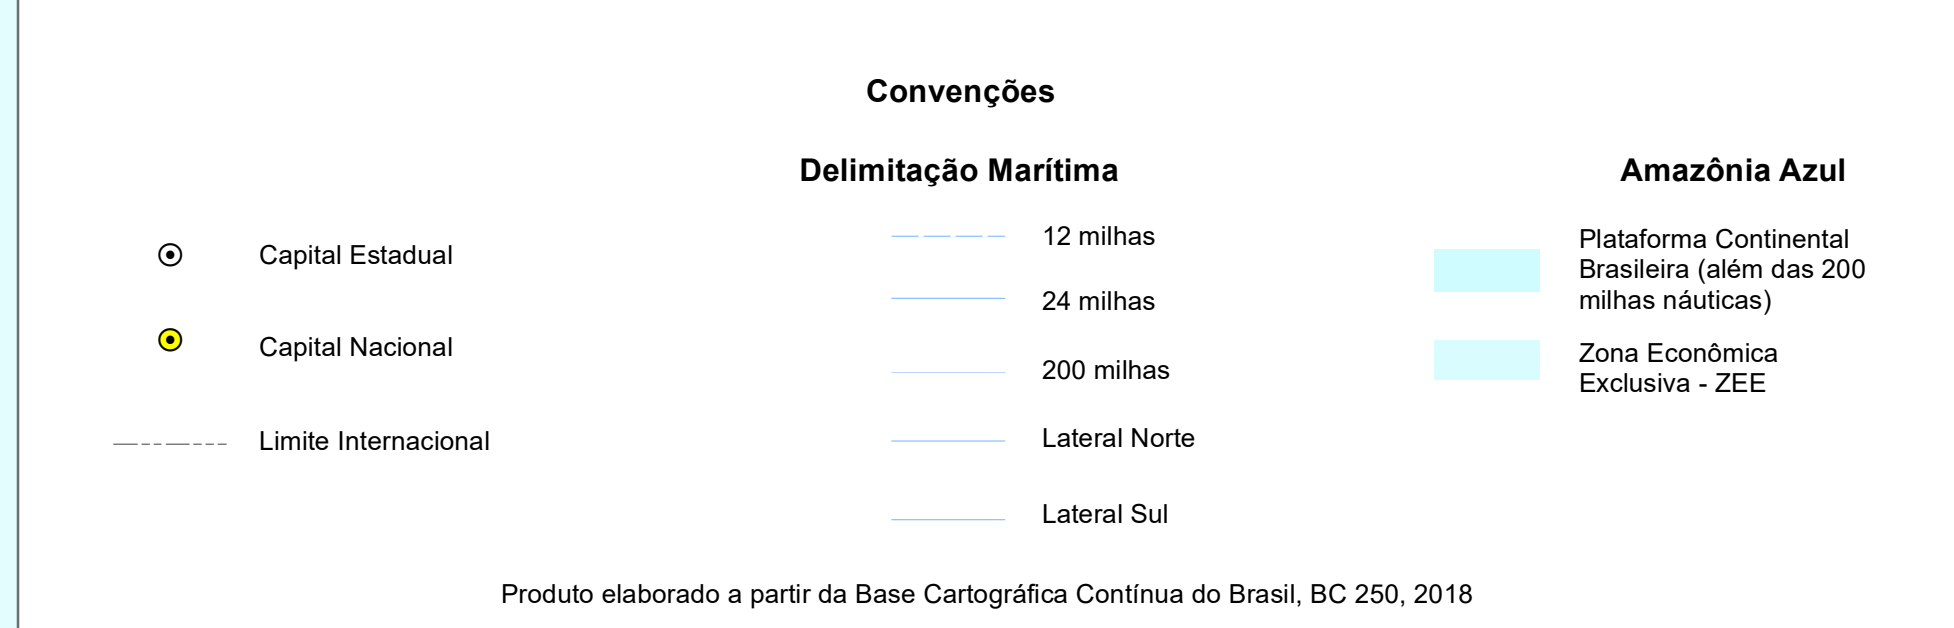 Convenções
Delimitação Marítima
Amazônia Azul
Capital Estadual
Capital Nacional
Limite Internacional
12 milhas
24 milhas
200 milhas
Lateral Norte
Lateral Sul
Plataforma Continental
Brasileira (além das 200
milhas náuticas)
Zona Econômica
Exclusiva - ZEE
Produto elaborado a partir da Base Cartográfica Contínua do Brasil, BC 250, 2018